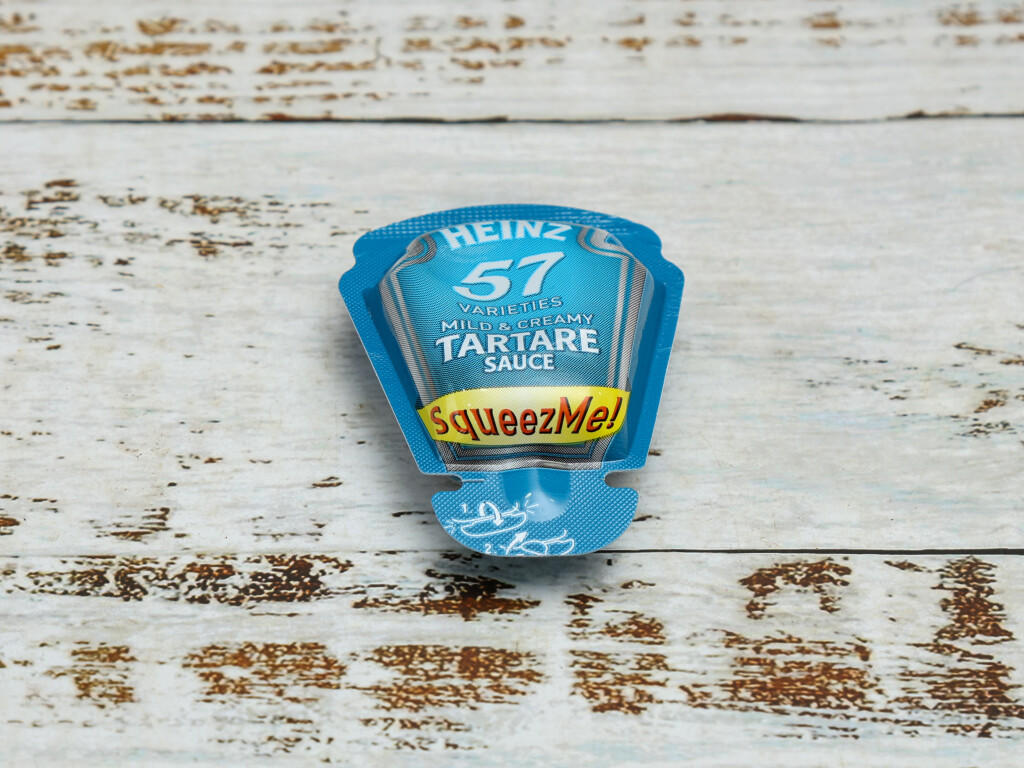 HEINZ
57
VARIETIES
MILD & CREAMY
TARTARE
SAUCE
SqueezMe!